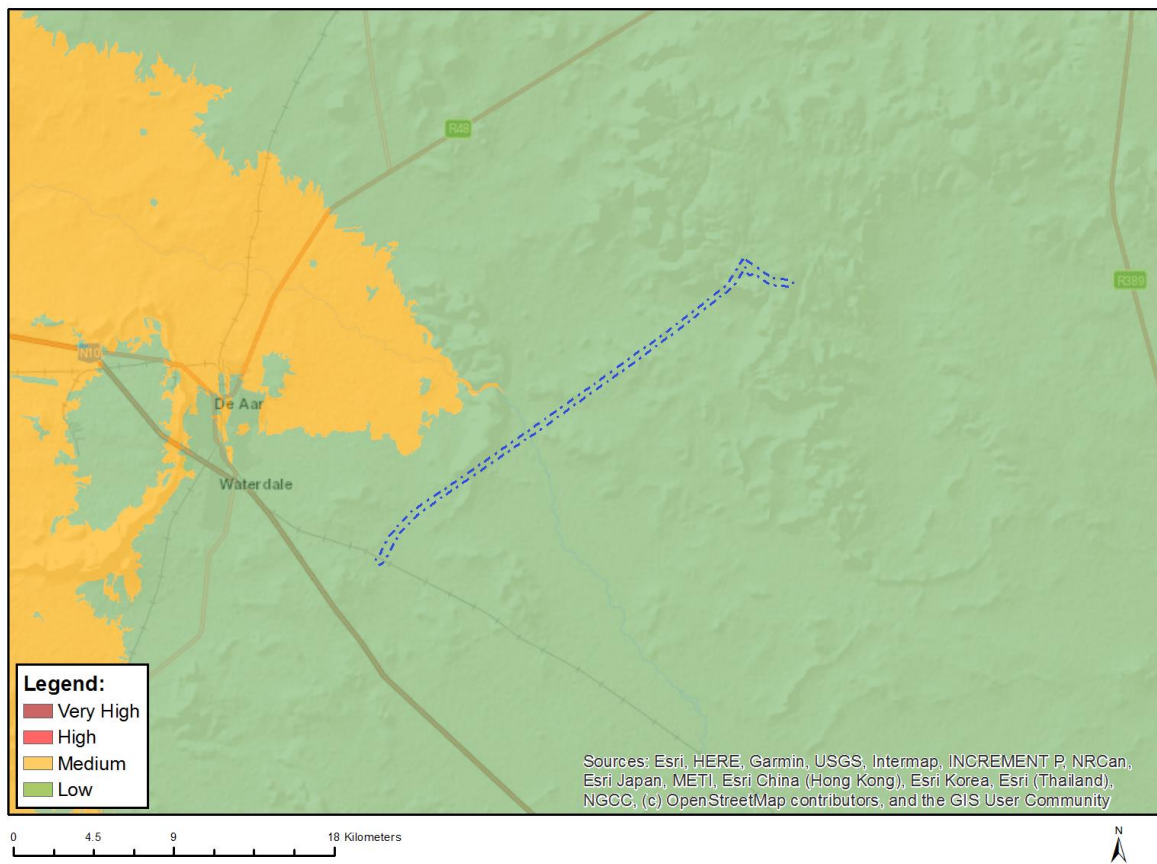 R48
R389
N10
De Aar
Waterdale
Legend:
Very High
High
Medium
Low
Sources: Esri, HERE, Garmin, USGS, Intermap, INCREMENT P, NRCan,
Esri Japan, METI, Esri China (Hong Kong), Esri Korea, Esri (Thailand),
NGCC, (c) OpenStreetMap contributors, and the GIS User Community
0 4.5 9 18 Kilometers
N